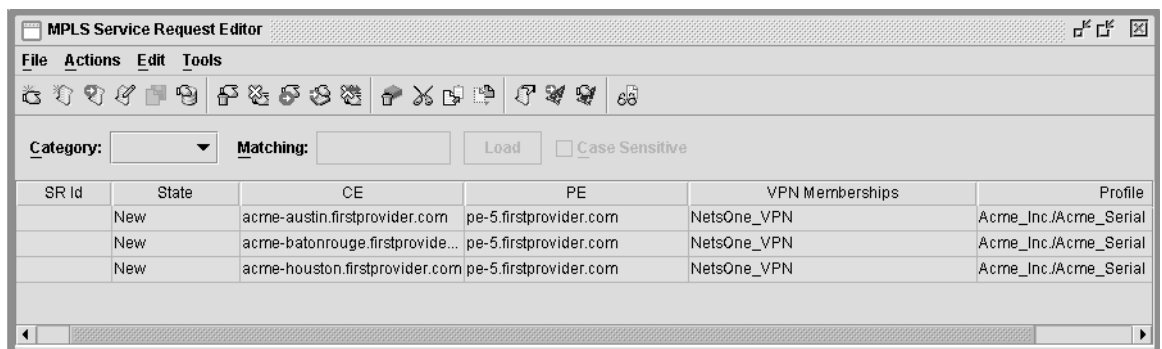 MPLS Service Request Editor
File Actions Edit Tools
Category: Matching: Load Case Sensitive
SR Id State CE PE VPN Memberships Profile
New acme-austin.firstprovider.com pe-5.firstprovider.com NetsOne_VPN Acme_Inc./Acme_Serial
New acme-batonrouge.firstprovide... pe-5.firstprovider.com NetsOne_VPN Acme_Inc./Acme_Serial
New acme-houston.firstprovider.com pe-5.firstprovider.com NetsOne_VPN Acme_Inc./Acme_Serial